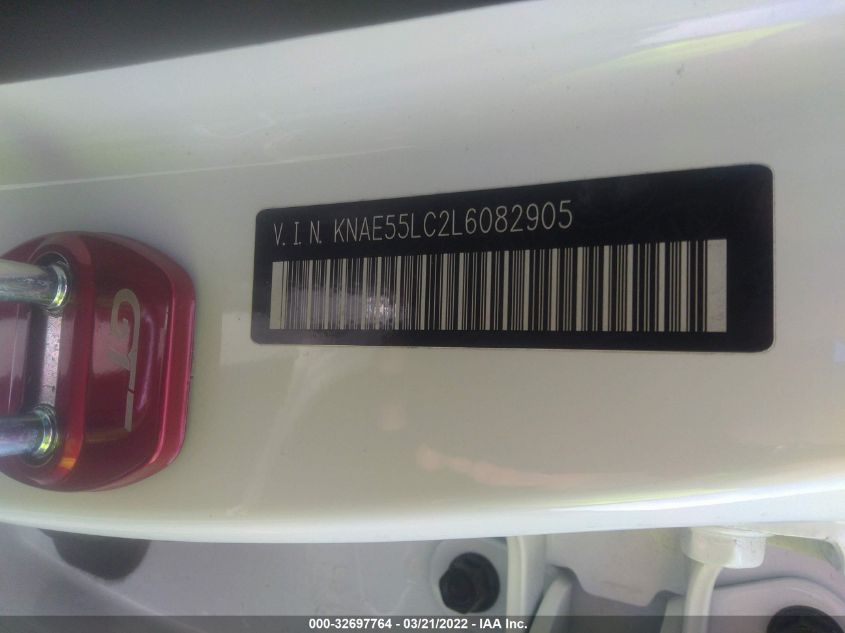 V. I. N. KNAE55LC2L6082905
GT
000-32697764 - 03/21/2022 - IAA Inc.